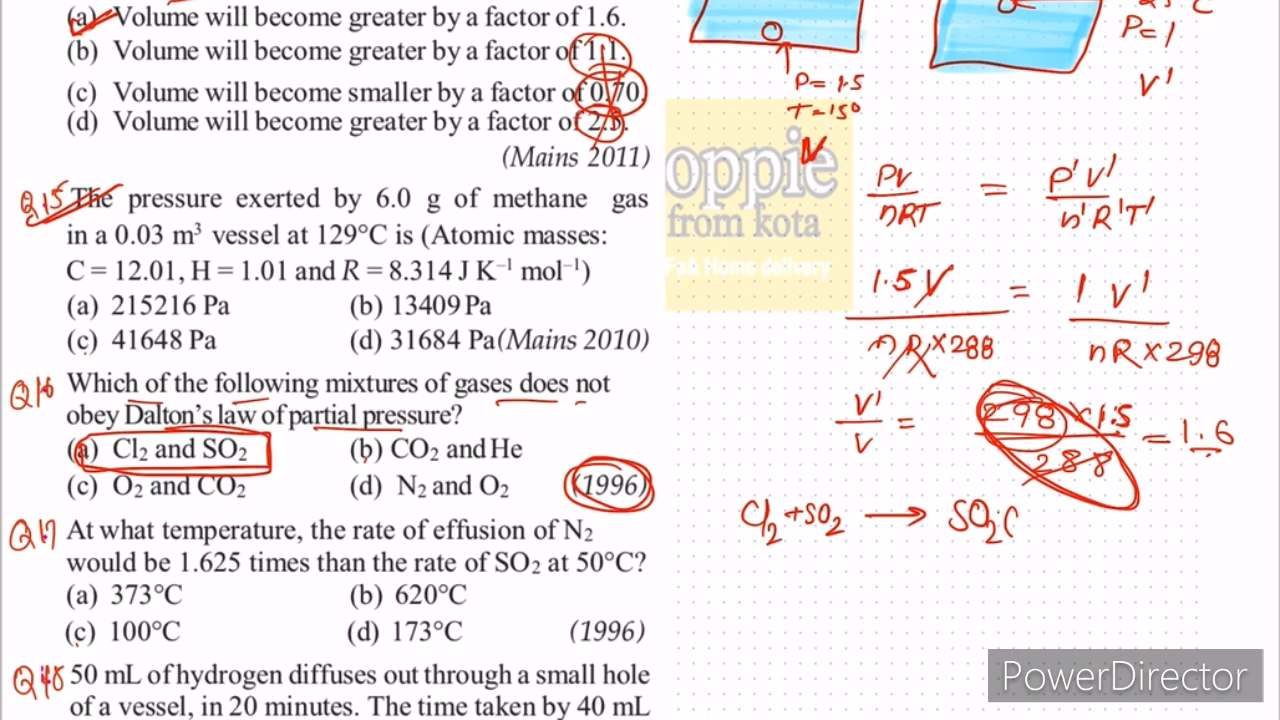 (a) Volume will become greater by a factor of 1.6.
(b) Volume will become greater by a factor of 1.1.
(c) Volume will become smaller by a factor of 0.70.
(d) Volume will become greater by a factor of 2.5.
(Mains 2011)
Q15 The pressure exerted by 6.0 g of methane gas
in a 0.03 m³ vessel at 129°C is (Atomic masses:
C = 12.01, H = 1.01 and R = 8.314 J K⁻¹ mol⁻¹)
(a) 215216 Pa (b) 13409 Pa
(c) 41648 Pa (d) 31684 Pa (Mains 2010)
Q16 Which of the following mixtures of gases does not
obey Dalton's law of partial pressure?
(a) Cl₂ and SO₂ (b) CO₂ and He
(c) O₂ and CO₂ (d) N₂ and O₂ (1996)
Q17 At what temperature, the rate of effusion of N₂
would be 1.625 times than the rate of SO₂ at 50°C?
(a) 373°C (b) 620°C
(c) 100°C (d) 173°C (1996)
Q18 50 mL of hydrogen diffuses out through a small hole
of a vessel, in 20 minutes. The time taken by 40 mL
P = 1.5
T = 15°
V
P = 1
V'
oppie
from kota
& Home delivery
PV/nRT = P'V'/n'R'T'
1.5V/nR×288 = 1 V'/nR×298
V'/V = 298×1.5/288 = 1.6
Cl₂ + SO₂ → SO₂C
PowerDirector